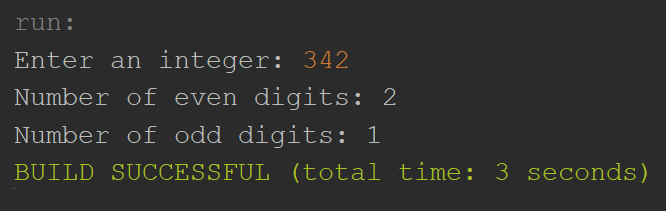 run:
Enter an integer: 342
Number of even digits: 2
Number of odd digits: 1
BUILD SUCCESSFUL (total time: 3 seconds)